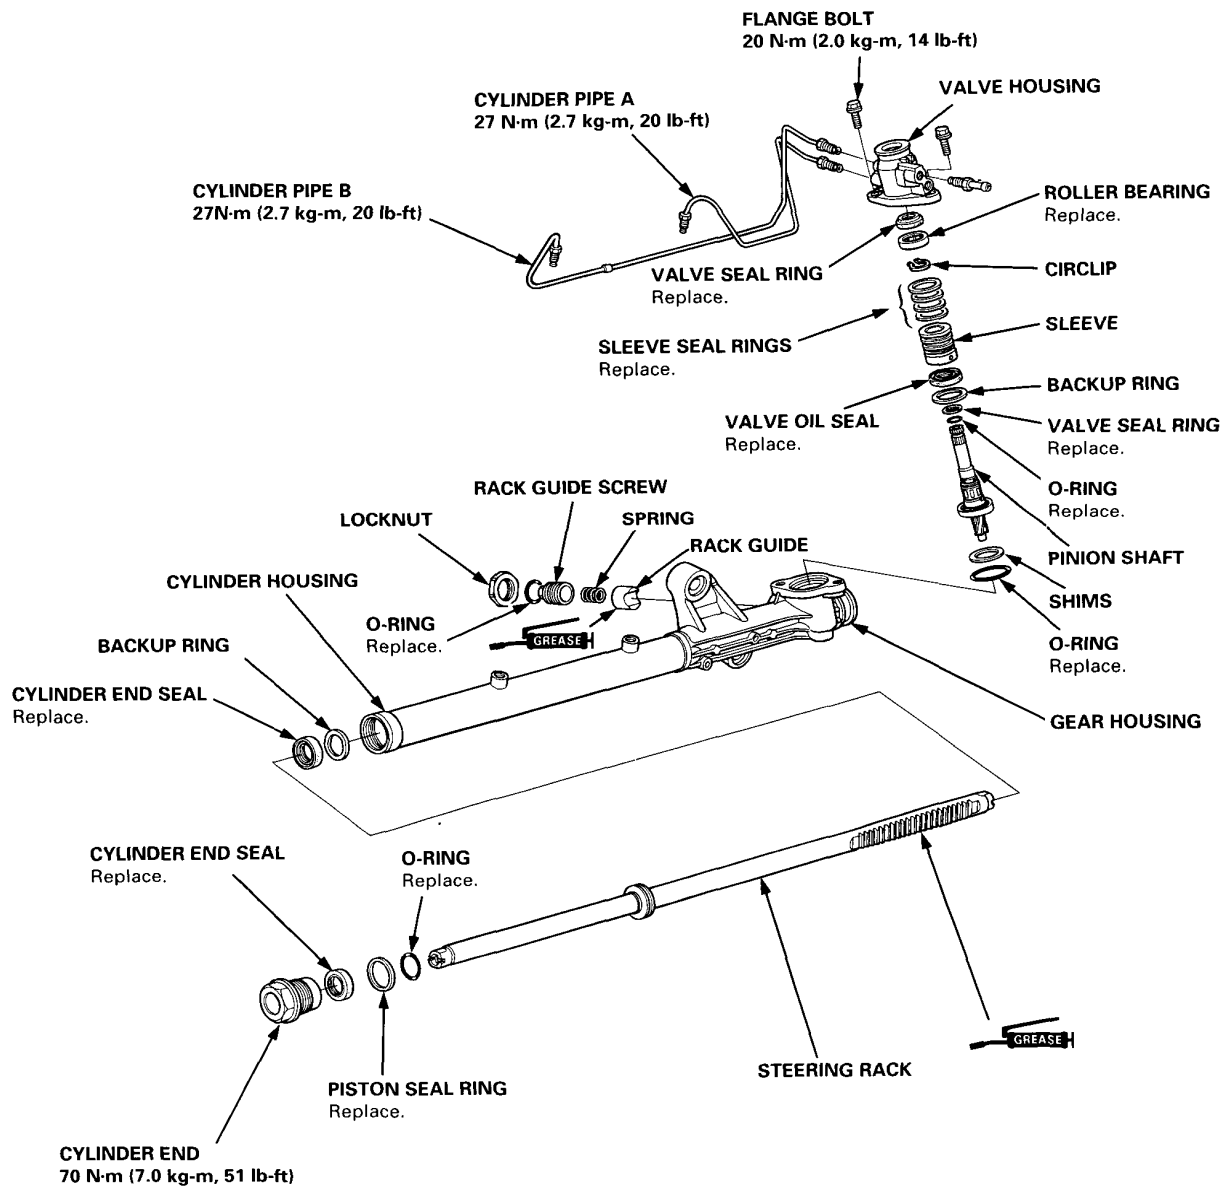 FLANGE BOLT
20 N·m (2.0 kg-m, 14 lb-ft)
VALVE HOUSING
CYLINDER PIPE A
27 N·m (2.7 kg-m, 20 lb-ft)
CYLINDER PIPE B
27N·m (2.7 kg-m, 20 lb-ft)
ROLLER BEARING
Replace.
VALVE SEAL RING
Replace.
CIRCLIP
SLEEVE SEAL RINGS
Replace.
SLEEVE
BACKUP RING
VALVE OIL SEAL
Replace.
VALVE SEAL RING
Replace.
O-RING
Replace.
PINION SHAFT
SHIMS
O-RING
Replace.
RACK GUIDE SCREW
LOCKNUT
SPRING
RACK GUIDE
CYLINDER HOUSING
O-RING
Replace.
GREASE
BACKUP RING
CYLINDER END SEAL
Replace.
GEAR HOUSING
CYLINDER END SEAL
Replace.
O-RING
Replace.
GREASE
STEERING RACK
PISTON SEAL RING
Replace.
CYLINDER END
70 N·m (7.0 kg-m, 51 lb-ft)